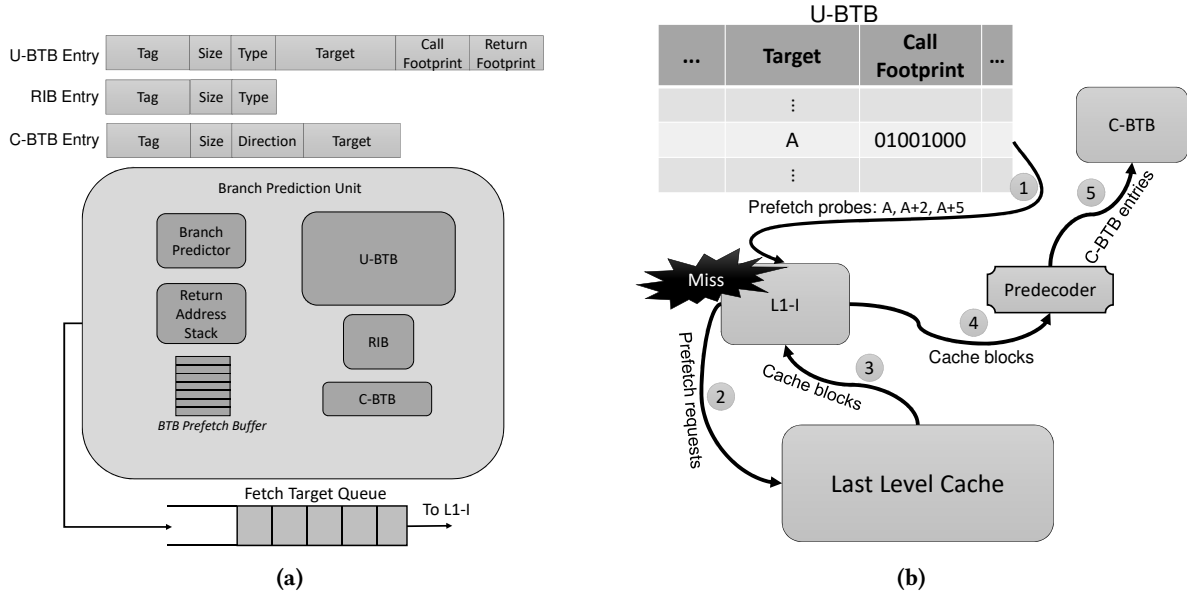 U-BTB Entry
Tag
Size
Type
Target
Call
Footprint
Return
Footprint
RIB Entry
Tag
Size
Type
C-BTB Entry
Tag
Size
Direction
Target
Branch Prediction Unit
Branch
Predictor
U-BTB
Return
Address
Stack
RIB
C-BTB
BTB Prefetch Buffer
Fetch Target Queue
To L1-I
(a)
U-BTB
...
Target
Call
Footprint
...
⋮
A
01001000
⋮
1
Prefetch probes: A, A+2, A+5
C-BTB
5
C-BTB entries
Miss
L1-I
Predecoder
4
Cache blocks
3
Cache blocks
2
Prefetch requests
Last Level Cache
(b)